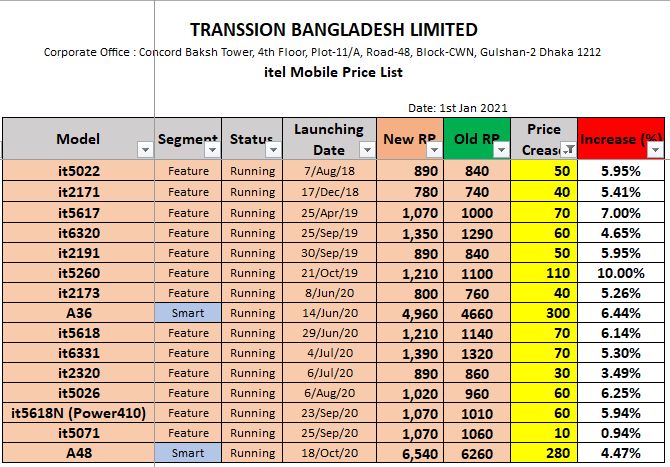 TRANSSION BANGLADESH LIMITED
Corporate Office : Concord Baksh Tower, 4th Floor, Plot-11/A, Road-48, Block-CWN, Gulshan-2 Dhaka 1212
itel Mobile Price List
Date: 1st Jan 2021
Model Segment Status Launching Date New RP Old RP Price Crease Increase (%)
it5022 Feature Running 7/Aug/18 890 840 50 5.95%
it2171 Feature Running 17/Dec/18 780 740 40 5.41%
it5617 Feature Running 25/Apr/19 1,070 1000 70 7.00%
it6320 Feature Running 25/Sep/19 1,350 1290 60 4.65%
it2191 Feature Running 30/Sep/19 890 840 50 5.95%
it5260 Feature Running 21/Oct/19 1,210 1100 110 10.00%
it2173 Feature Running 8/Jun/20 800 760 40 5.26%
A36 Smart Running 14/Jun/20 4,960 4660 300 6.44%
it5618 Feature Running 29/Jun/20 1,210 1140 70 6.14%
it6331 Feature Running 4/Jul/20 1,390 1320 70 5.30%
it2320 Feature Running 6/Jul/20 890 860 30 3.49%
it5026 Feature Running 6/Aug/20 1,020 960 60 6.25%
it5618N (Power410) Feature Running 23/Sep/20 1,070 1010 60 5.94%
it5071 Feature Running 25/Sep/20 1,070 1060 10 0.94%
A48 Smart Running 18/Oct/20 6,540 6260 280 4.47%